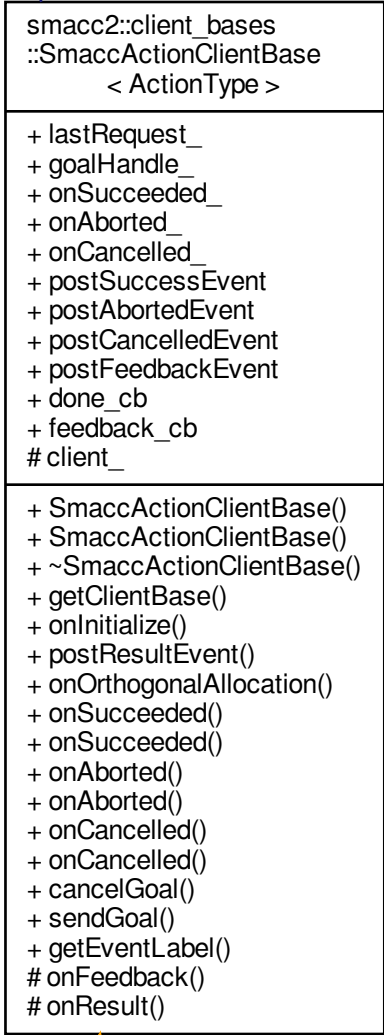 smacc2::client_bases
::SmaccActionClientBase
< ActionType >
+ lastRequest_
+ goalHandle_
+ onSucceeded_
+ onAborted_
+ onCancelled_
+ postSuccessEvent
+ postAbortedEvent
+ postCancelledEvent
+ postFeedbackEvent
+ done_cb
+ feedback_cb
# client_
+ SmaccActionClientBase()
+ SmaccActionClientBase()
+ ~SmaccActionClientBase()
+ getClientBase()
+ onInitialize()
+ postResultEvent()
+ onOrthogonalAllocation()
+ onSucceeded()
+ onSucceeded()
+ onAborted()
+ onAborted()
+ onCancelled()
+ onCancelled()
+ cancelGoal()
+ sendGoal()
+ getEventLabel()
# onFeedback()
# onResult()